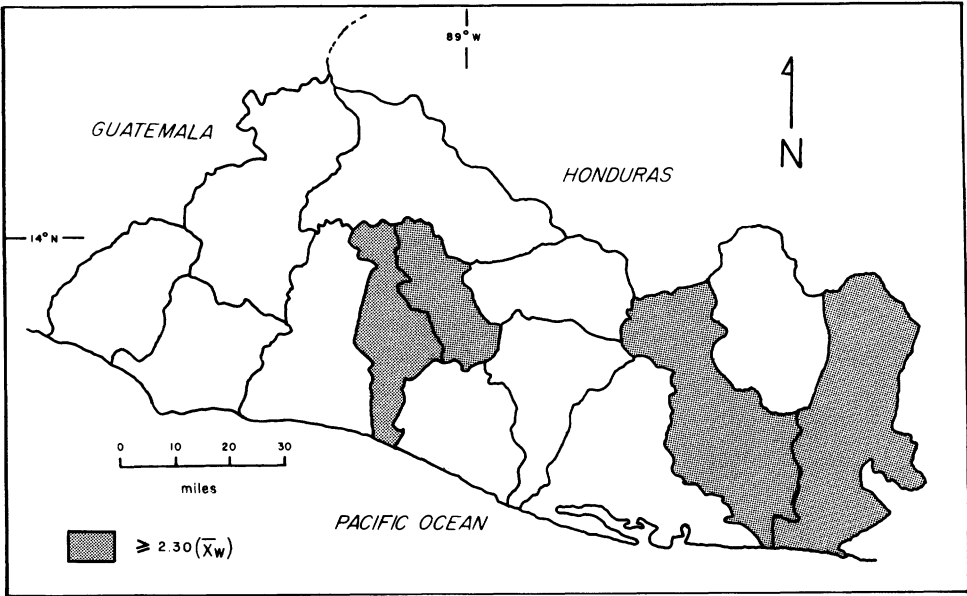 89° W
GUATEMALA
N
HONDURAS
14° N
0 10 20 30
miles
PACIFIC OCEAN
≥ 2.30 (X̅w)